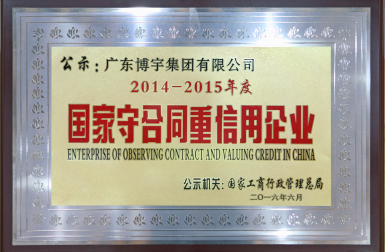 公示：广东博宇集团有限公司
2014-2015年度
国家守合同重信用企业
ENTERPRISE OF OBSERVING CONTRACT AND VALUING CREDIT IN CHINA
公示机关：国家工商行政管理总局
二〇一六年六月